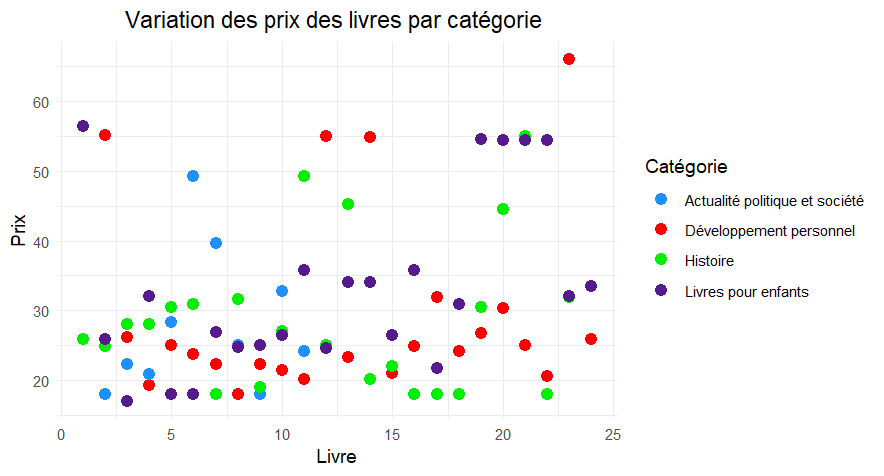 Variation des prix des livres par catégorie
60
50
40
30
20
Prix
0
5
10
15
20
25
Livre
Catégorie
Actualité politique et société
Développement personnel
Histoire
Livres pour enfants